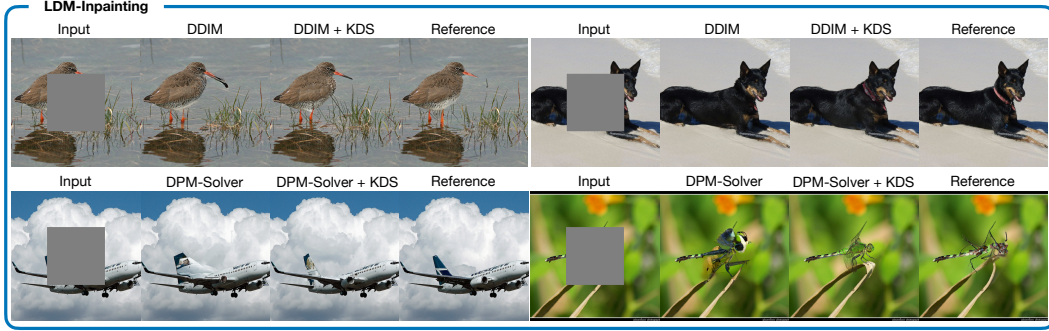 LDM-Inpainting
Input DDIM DDIM + KDS Reference Input DDIM DDIM + KDS Reference
Input DPM-Solver DPM-Solver + KDS Reference Input DPM-Solver DPM-Solver + KDS Reference